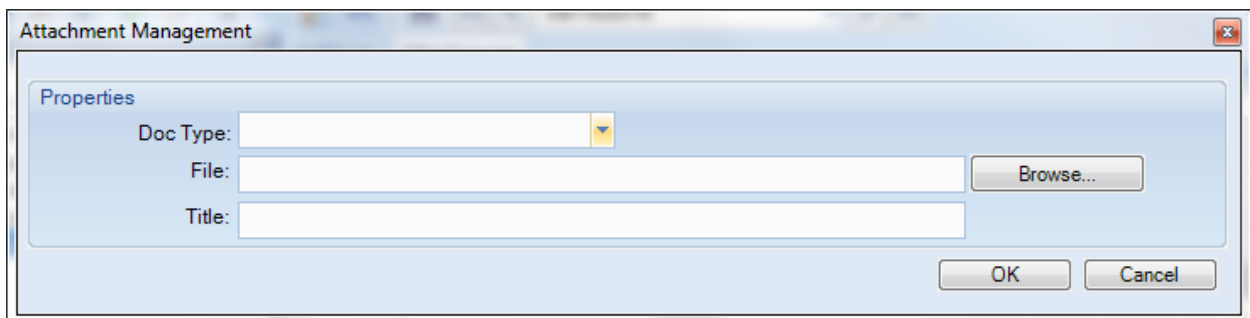 Attachment Management
Properties
Doc Type:
File:
Browse...
Title:
OK Cancel